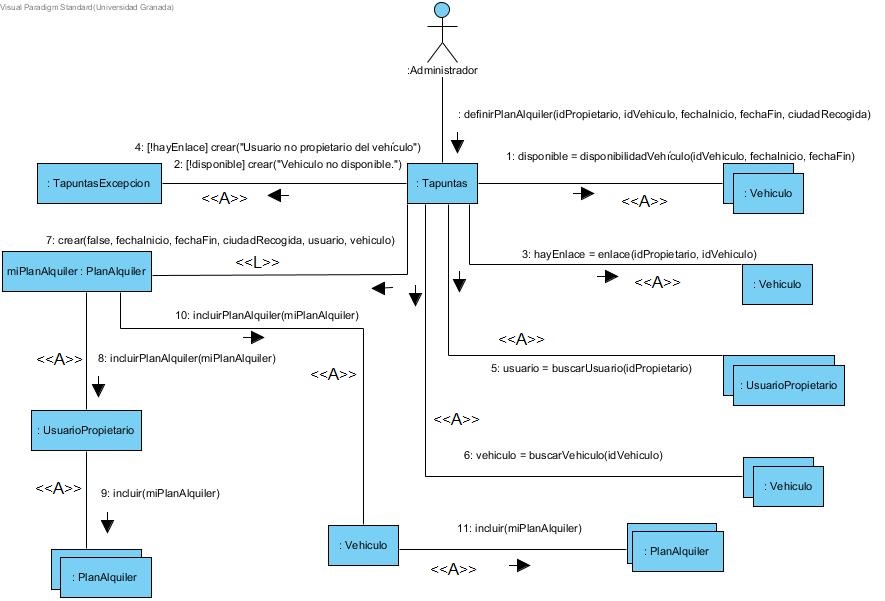 Visual Paradigm Standard(Universidad Granada)
:Administrador
: definirPlanAlquiler(idPropietario, idVehiculo, fechaInicio, fechaFin, ciudadRecogida)
4: [!hayEnlace] crear("Usuario no propietario del vehículo")
2: [!disponible] crear("Vehiculo no disponible.")
1: disponible = disponibilidadVehículo(idVehiculo, fechaInicio, fechaFin)
: TapuntasExcepcion
: Tapuntas
: Vehiculo
<<A>>
<<A>>
7: crear(false, fechaInicio, fechaFin, ciudadRecogida, usuario, vehiculo)
3: hayEnlace = enlace(idPropietario, idVehiculo)
<<L>>
miPlanAlquiler : PlanAlquiler
<<A>>
: Vehiculo
10: incluirPlanAlquiler(miPlanAlquiler)
<<A>>
<<A>>
8: incluirPlanAlquiler(miPlanAlquiler)
<<A>>
5: usuario = buscarUsuario(idPropietario)
: UsuarioPropietario
<<A>>
: UsuarioPropietario
6: vehiculo = buscarVehiculo(idVehiculo)
<<A>>
9: incluir(miPlanAlquiler)
: Vehiculo
11: incluir(miPlanAlquiler)
: Vehiculo
: PlanAlquiler
<<A>>
: PlanAlquiler